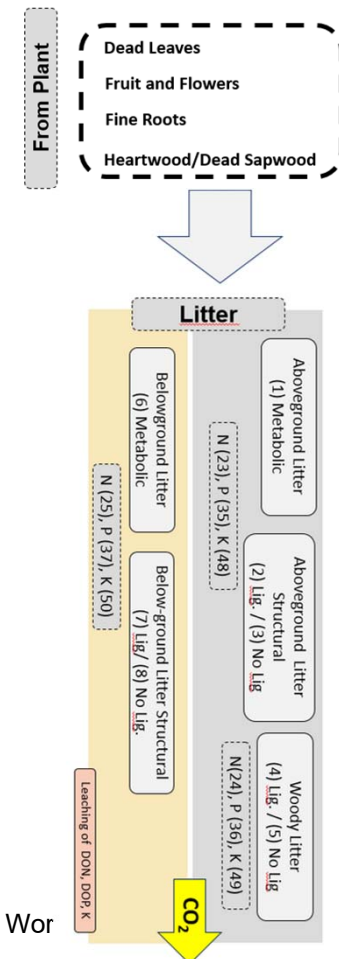 From Plant
Dead Leaves
Fruit and Flowers
Fine Roots
Heartwood/Dead Sapwood
Litter
Aboveground Litter
(1) Metabolic
N (23), P (35), K (48)
Aboveground Litter
Structural
(2) Lig. / (3) No Lig
Woody Litter
(4) Lig. / (5) No Lig
N(24), P (36), K (49)
Belowground Litter
(6) Metabolic
N (25), P (37), K (50)
Below-ground Litter Structural
(7) Lig/ (8) No Lig.
Leaching of DON, DOP, K
CO₂
Wor